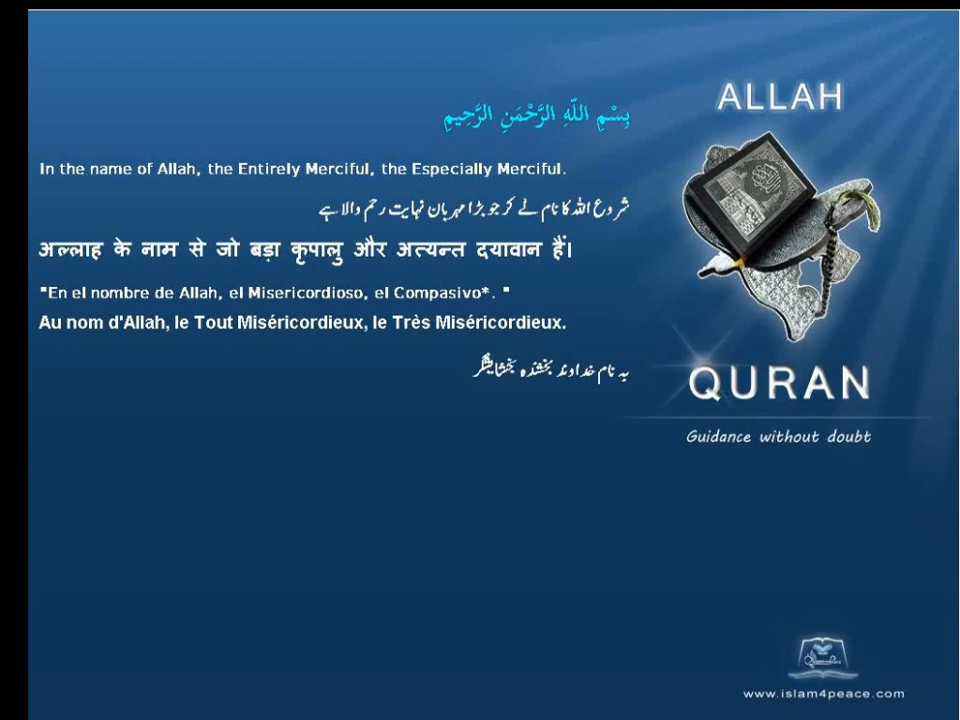 بِسْمِ اللَّهِ الرَّحْمَنِ الرَّحِيمِ
In the name of Allah, the Entirely Merciful, the Especially Merciful.
شروع اللہ کا نام لے کر جو بڑا مہربان نہایت رحم والا ہے
अल्लाह के नाम से जो बड़ा कृपालु और अत्यन्त दयावान हैं।
"En el nombre de Allah, el Misericordioso, el Compasivo*. "
Au nom d'Allah, le Tout Miséricordieux, le Très Miséricordieux.
به نام خداوند بخشنده بخشایشگر
ALLAH
QURAN
Guidance without doubt
www.islam4peace.com